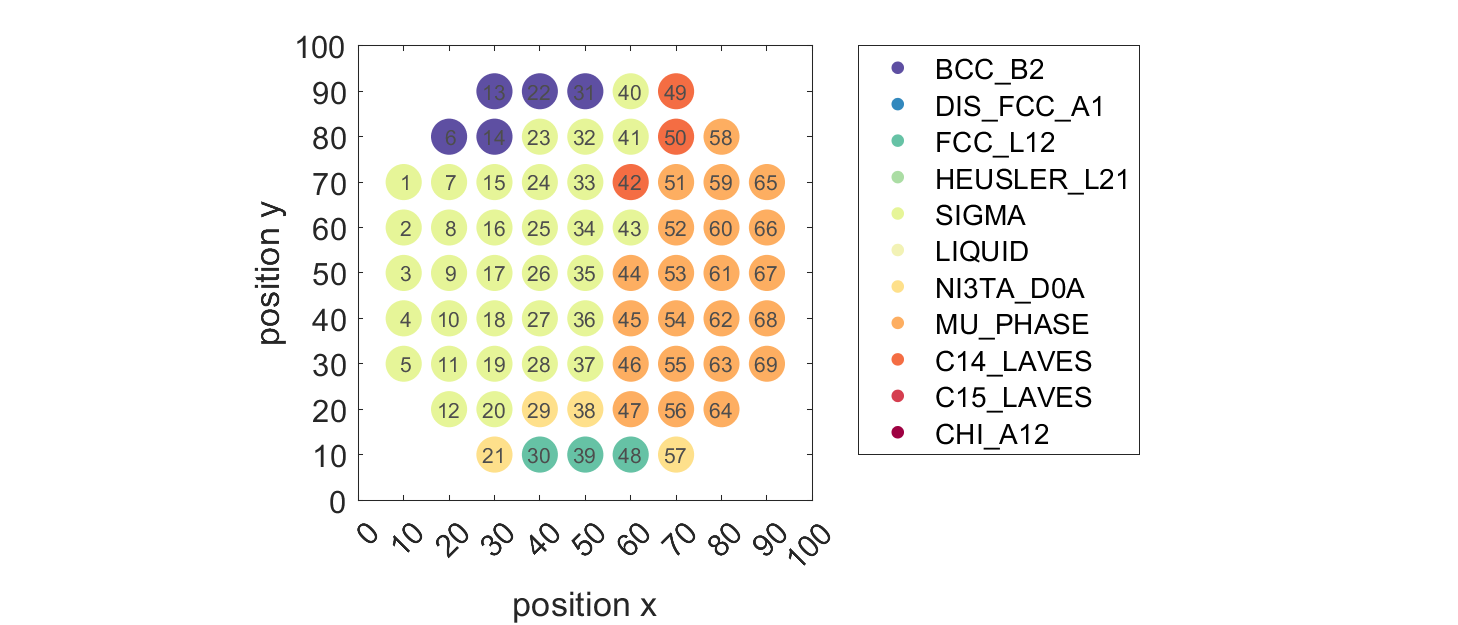 100
90
80
70
60
50
40
30
20
10
0
position y
13 22 31 40 49
6 14 23 32 41 50 58
1 7 15 24 33 42 51 59 65
2 8 16 25 34 43 52 60 66
3 9 17 26 35 44 53 61 67
4 10 18 27 36 45 54 62 68
5 11 19 28 37 46 55 63 69
12 20 29 38 47 56 64
21 30 39 48 57
0 10 20 30 40 50 60 70 80 90 100
position x
BCC_B2
DIS_FCC_A1
FCC_L12
HEUSLER_L21
SIGMA
LIQUID
NI3TA_D0A
MU_PHASE
C14_LAVES
C15_LAVES
CHI_A12